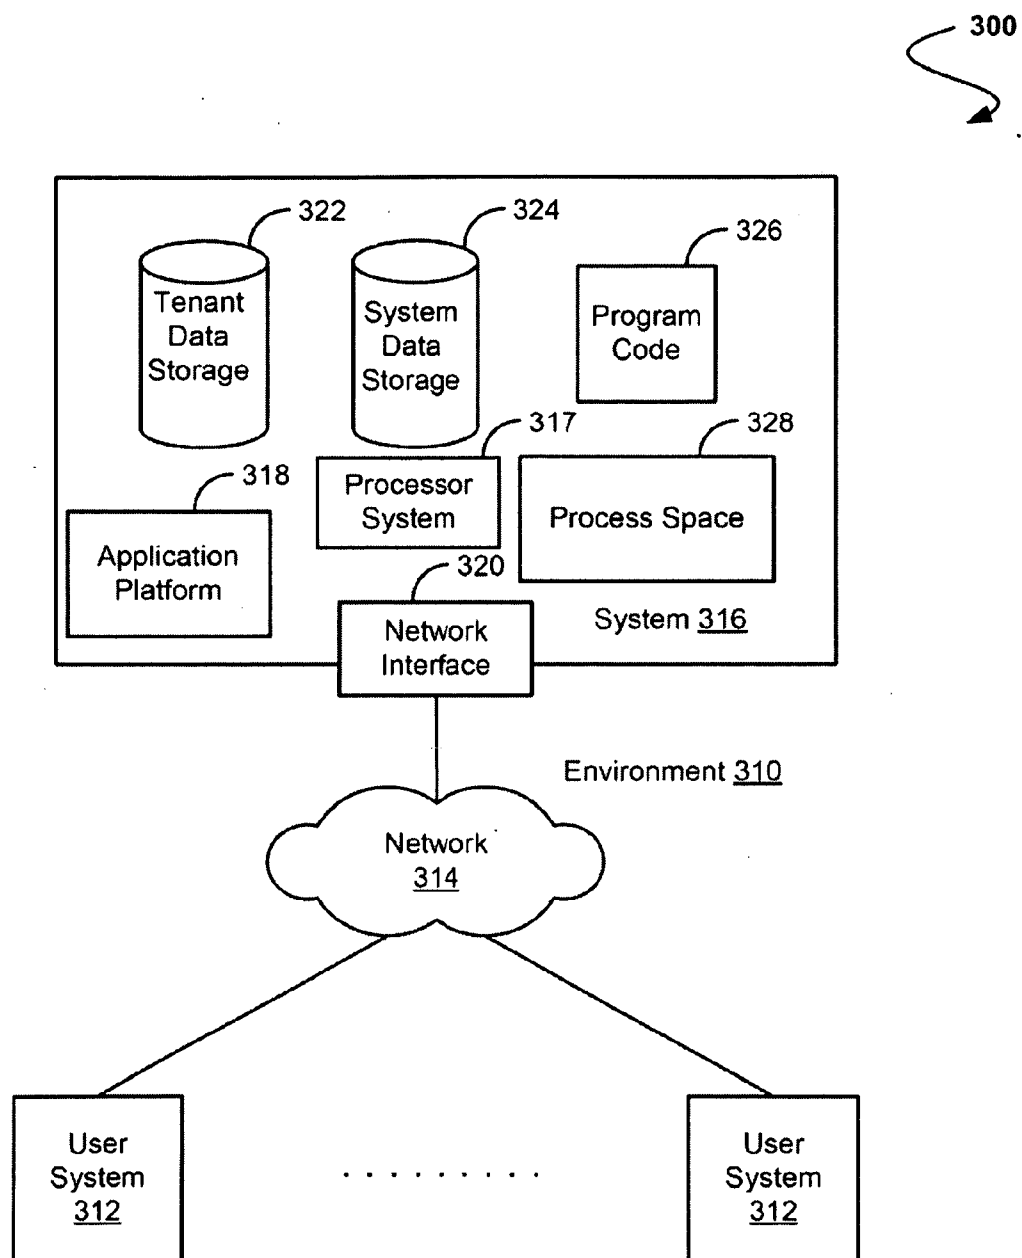 300
322
324
326
Tenant
Data
Storage
System
Data
Storage
Program
Code
317
328
318
Processor
System
Process Space
Application
Platform
320
System 316
Network
Interface
Environment 310
Network
314
User
System
312
User
System
312